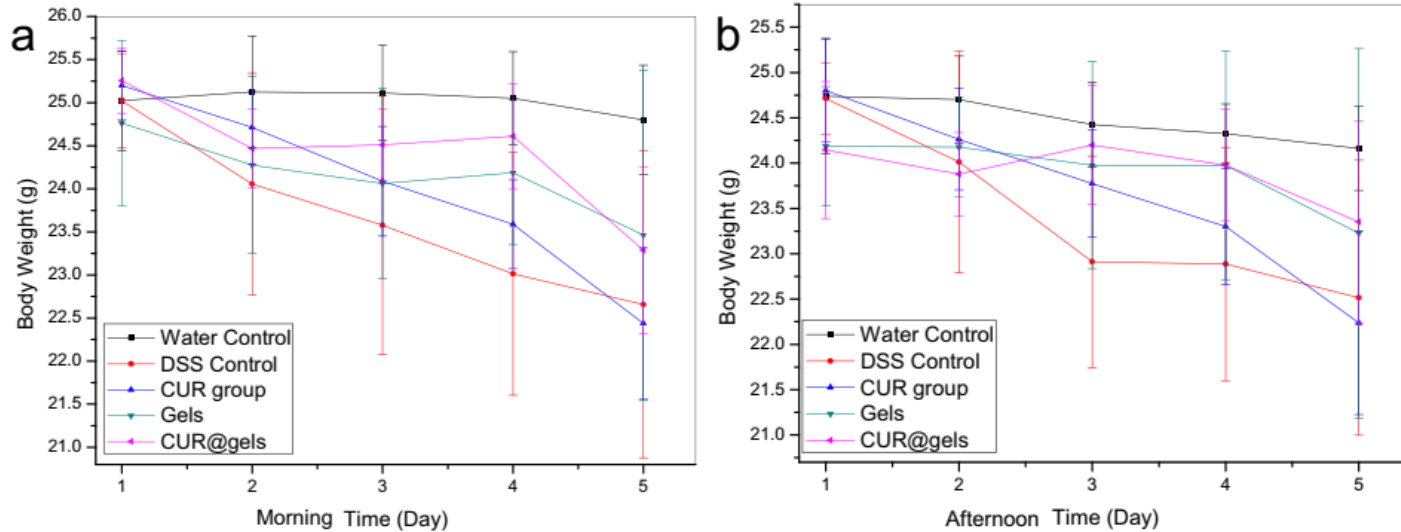 a
26.0
25.5
25.0
24.5
24.0
23.5
23.0
22.5
22.0
21.5
21.0
Body Weight (g)
Water Control
DSS Control
CUR group
Gels
CUR@gels
1 2 3 4 5
Morning Time (Day)
b
25.5
25.0
24.5
24.0
23.5
23.0
22.5
22.0
21.5
21.0
Body Weight (g)
Water Control
DSS Control
CUR group
Gels
CUR@gels
1 2 3 4 5
Afternoon Time (Day)